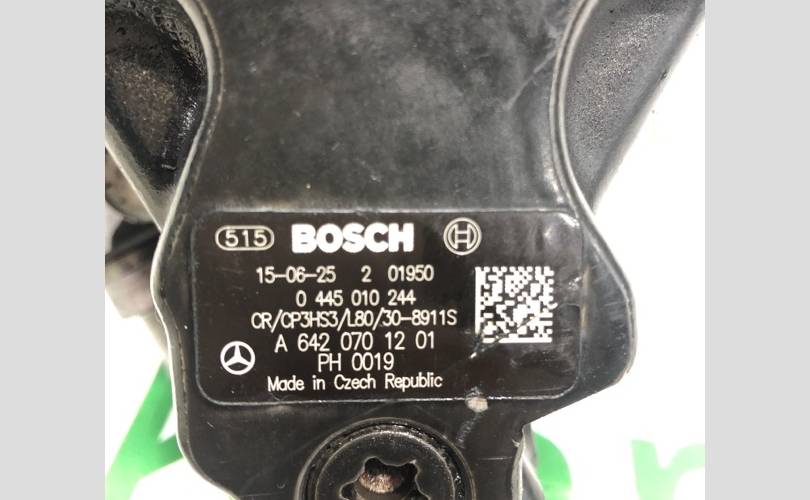 515 BOSCH
15-06-25 2 01950
0 445 010 244
CR/CP3HS3/L80/30-8911S
A 642 070 12 01
PH 0019
Made in Czech Republic